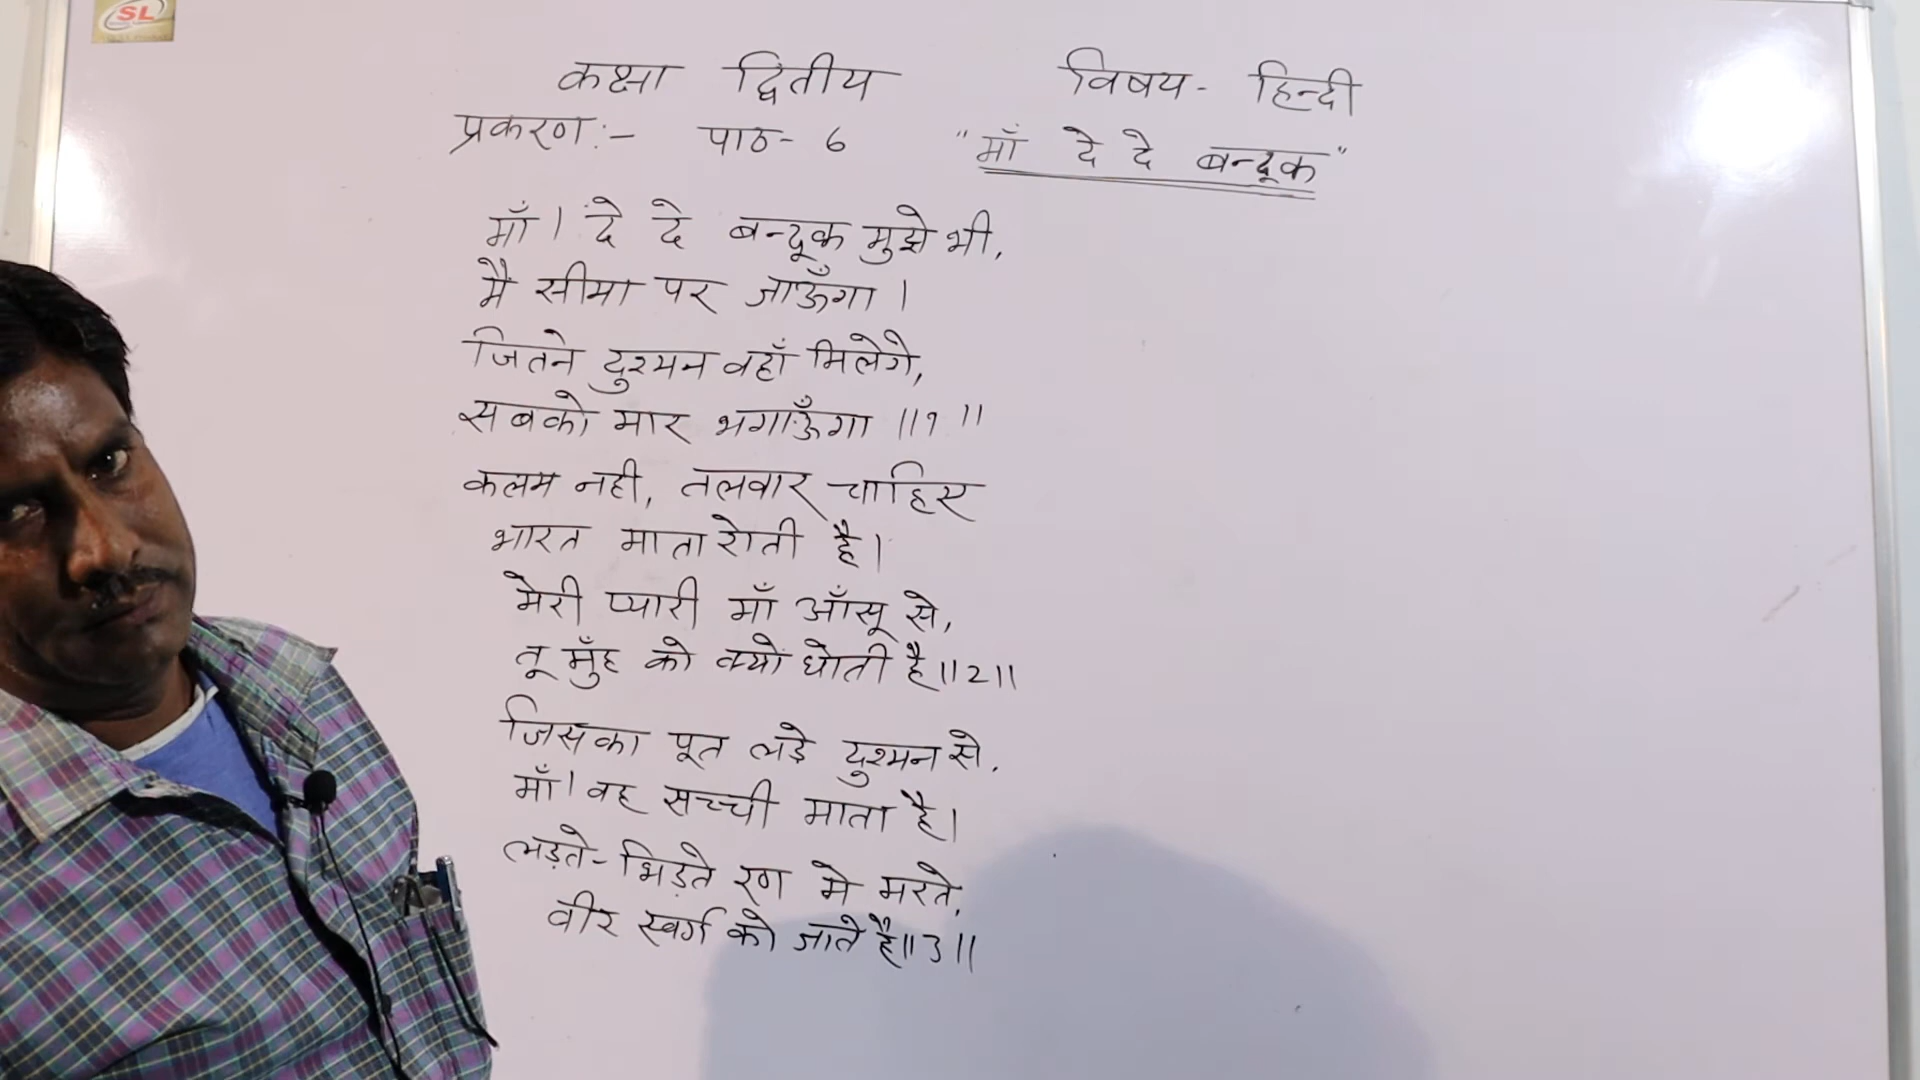 SL
कक्षा द्वितीय विषय - हिन्दी
प्रकरण :- पाठ - 6 "माँ दे दे बन्दूक"
माँ। दे दे बन्दूक मुझे भी,
मै सीमा पर जाऊँगा ।
जितने दुश्मन वहाँ मिलेगे,
सबको मार भगाऊँगा ॥१॥
कलम नही, तलवार चाहिए
भारत माता रोती है।
मेरी प्यारी माँ आँसू से,
तू मुँह को क्यों धोती है॥2॥
जिसका पूत लड़े दुश्मन से,
माँ। वह सच्ची माता है।
लड़ते-भिड़ते रण मे मरते,
वीर स्वर्ग को जाते है॥3॥